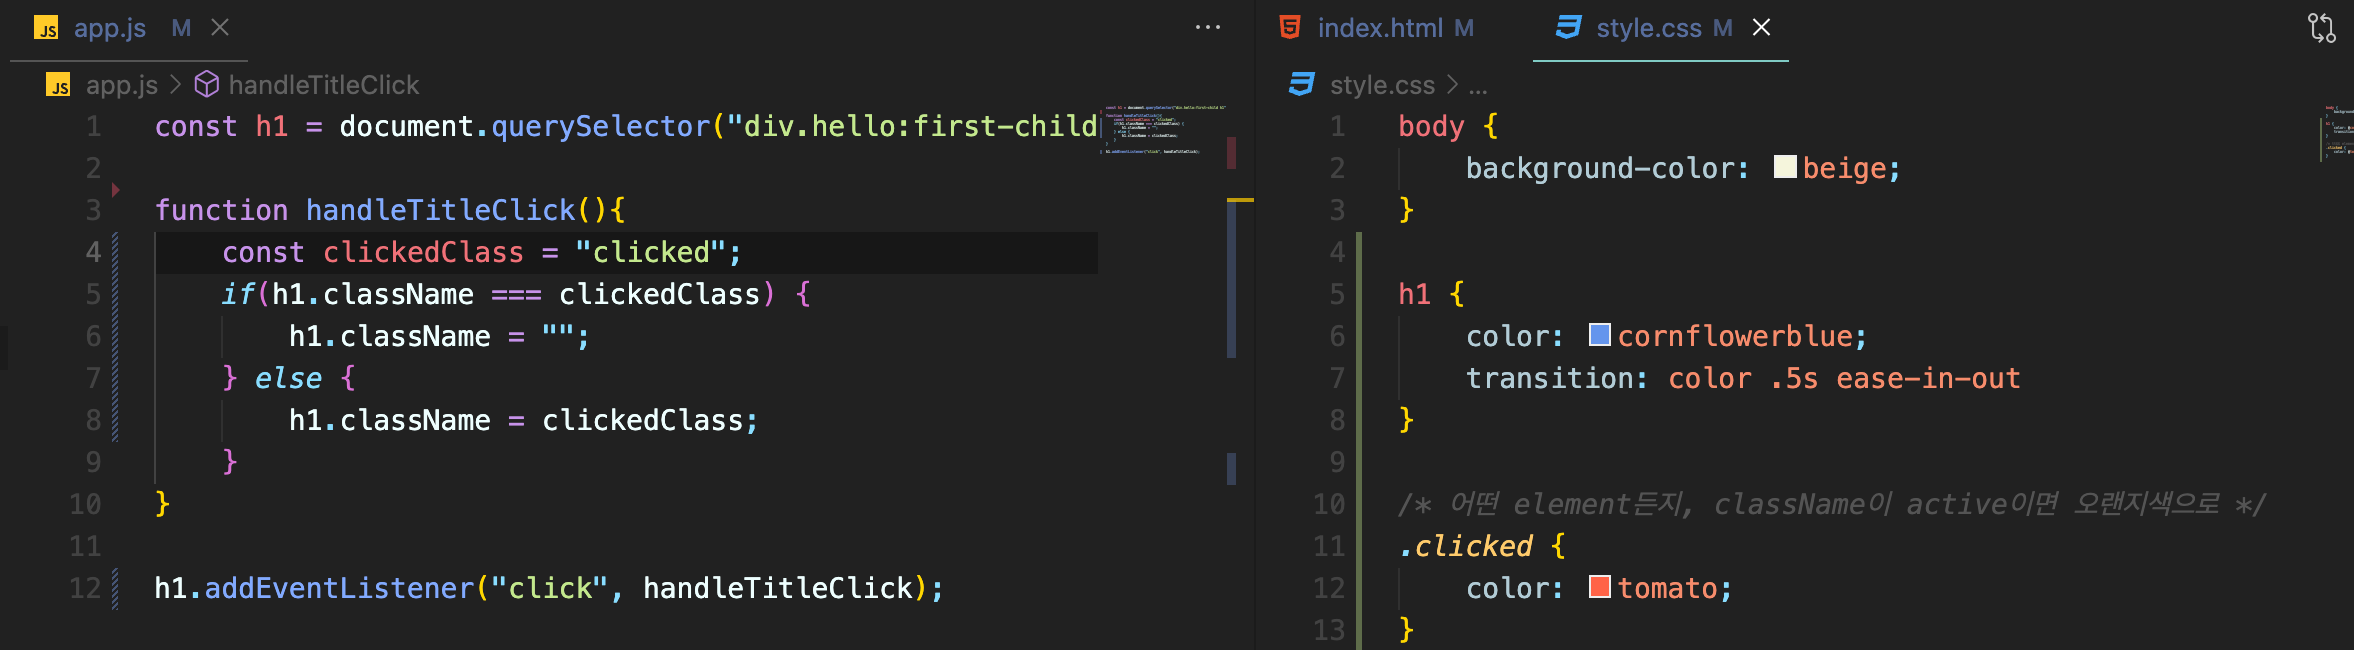 app.js M
app.js > handleTitleClick
1 const h1 = document.querySelector("div.hello:first-child
2
3 function handleTitleClick(){
4 const clickedClass = "clicked";
5 if(h1.className === clickedClass) {
6 h1.className = "";
7 } else {
8 h1.className = clickedClass;
9 }
10 }
11
12 h1.addEventListener("click", handleTitleClick);
index.html M style.css M
style.css > ...
1 body {
2 background-color: beige;
3 }
4
5 h1 {
6 color: cornflowerblue;
7 transition: color .5s ease-in-out
8 }
9
10 /* 어떤 element든지, className이 active이면 오랜지색으로 */
11 .clicked {
12 color: tomato;
13 }